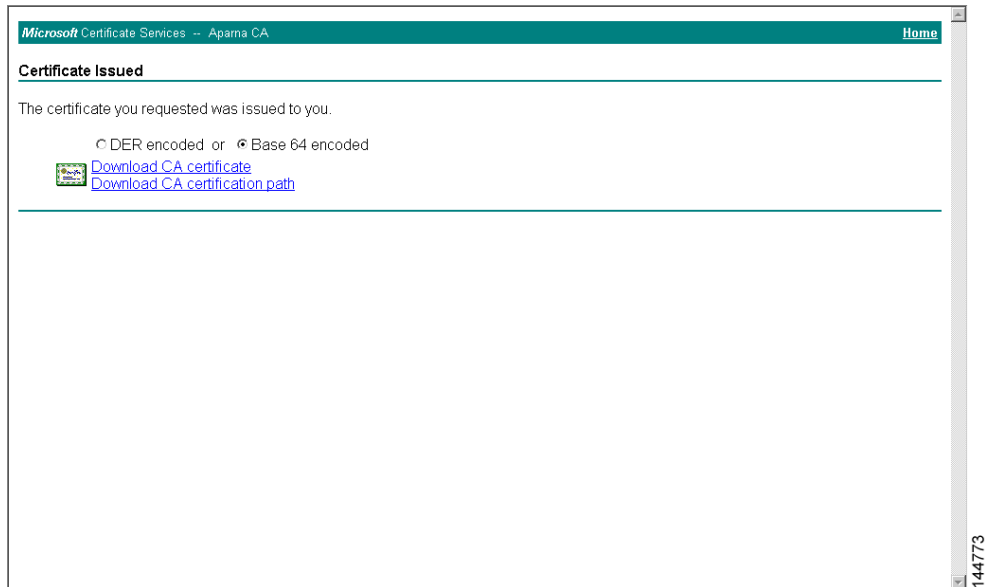 Microsoft Certificate Services -- Aparna CA Home
Certificate Issued
The certificate you requested was issued to you.
DER encoded or Base 64 encoded
Download CA certificate
Download CA certification path
144773